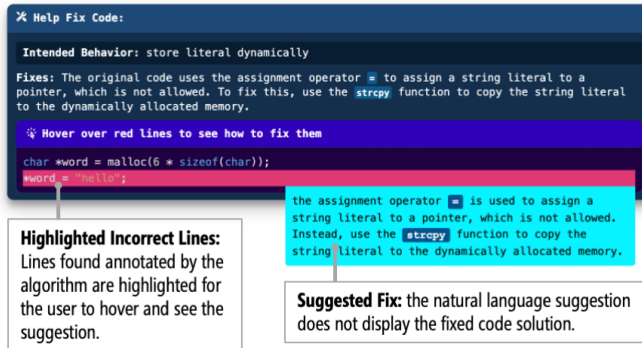 Help Fix Code:
Intended Behavior: store literal dynamically
Fixes: The original code uses the assignment operator = to assign a string literal to a
pointer, which is not allowed. To fix this, use the strcpy function to copy the string literal
to the dynamically allocated memory.
Hover over red lines to see how to fix them
char *word = malloc(6 * sizeof(char));
*word = "hello";
the assignment operator = is used to assign a
string literal to a pointer, which is not allowed.
Instead, use the strcpy function to copy the
string literal to the dynamically allocated memory.
Highlighted Incorrect Lines:
Lines found annotated by the
algorithm are highlighted for
the user to hover and see the
suggestion.
Suggested Fix: the natural language suggestion
does not display the fixed code solution.